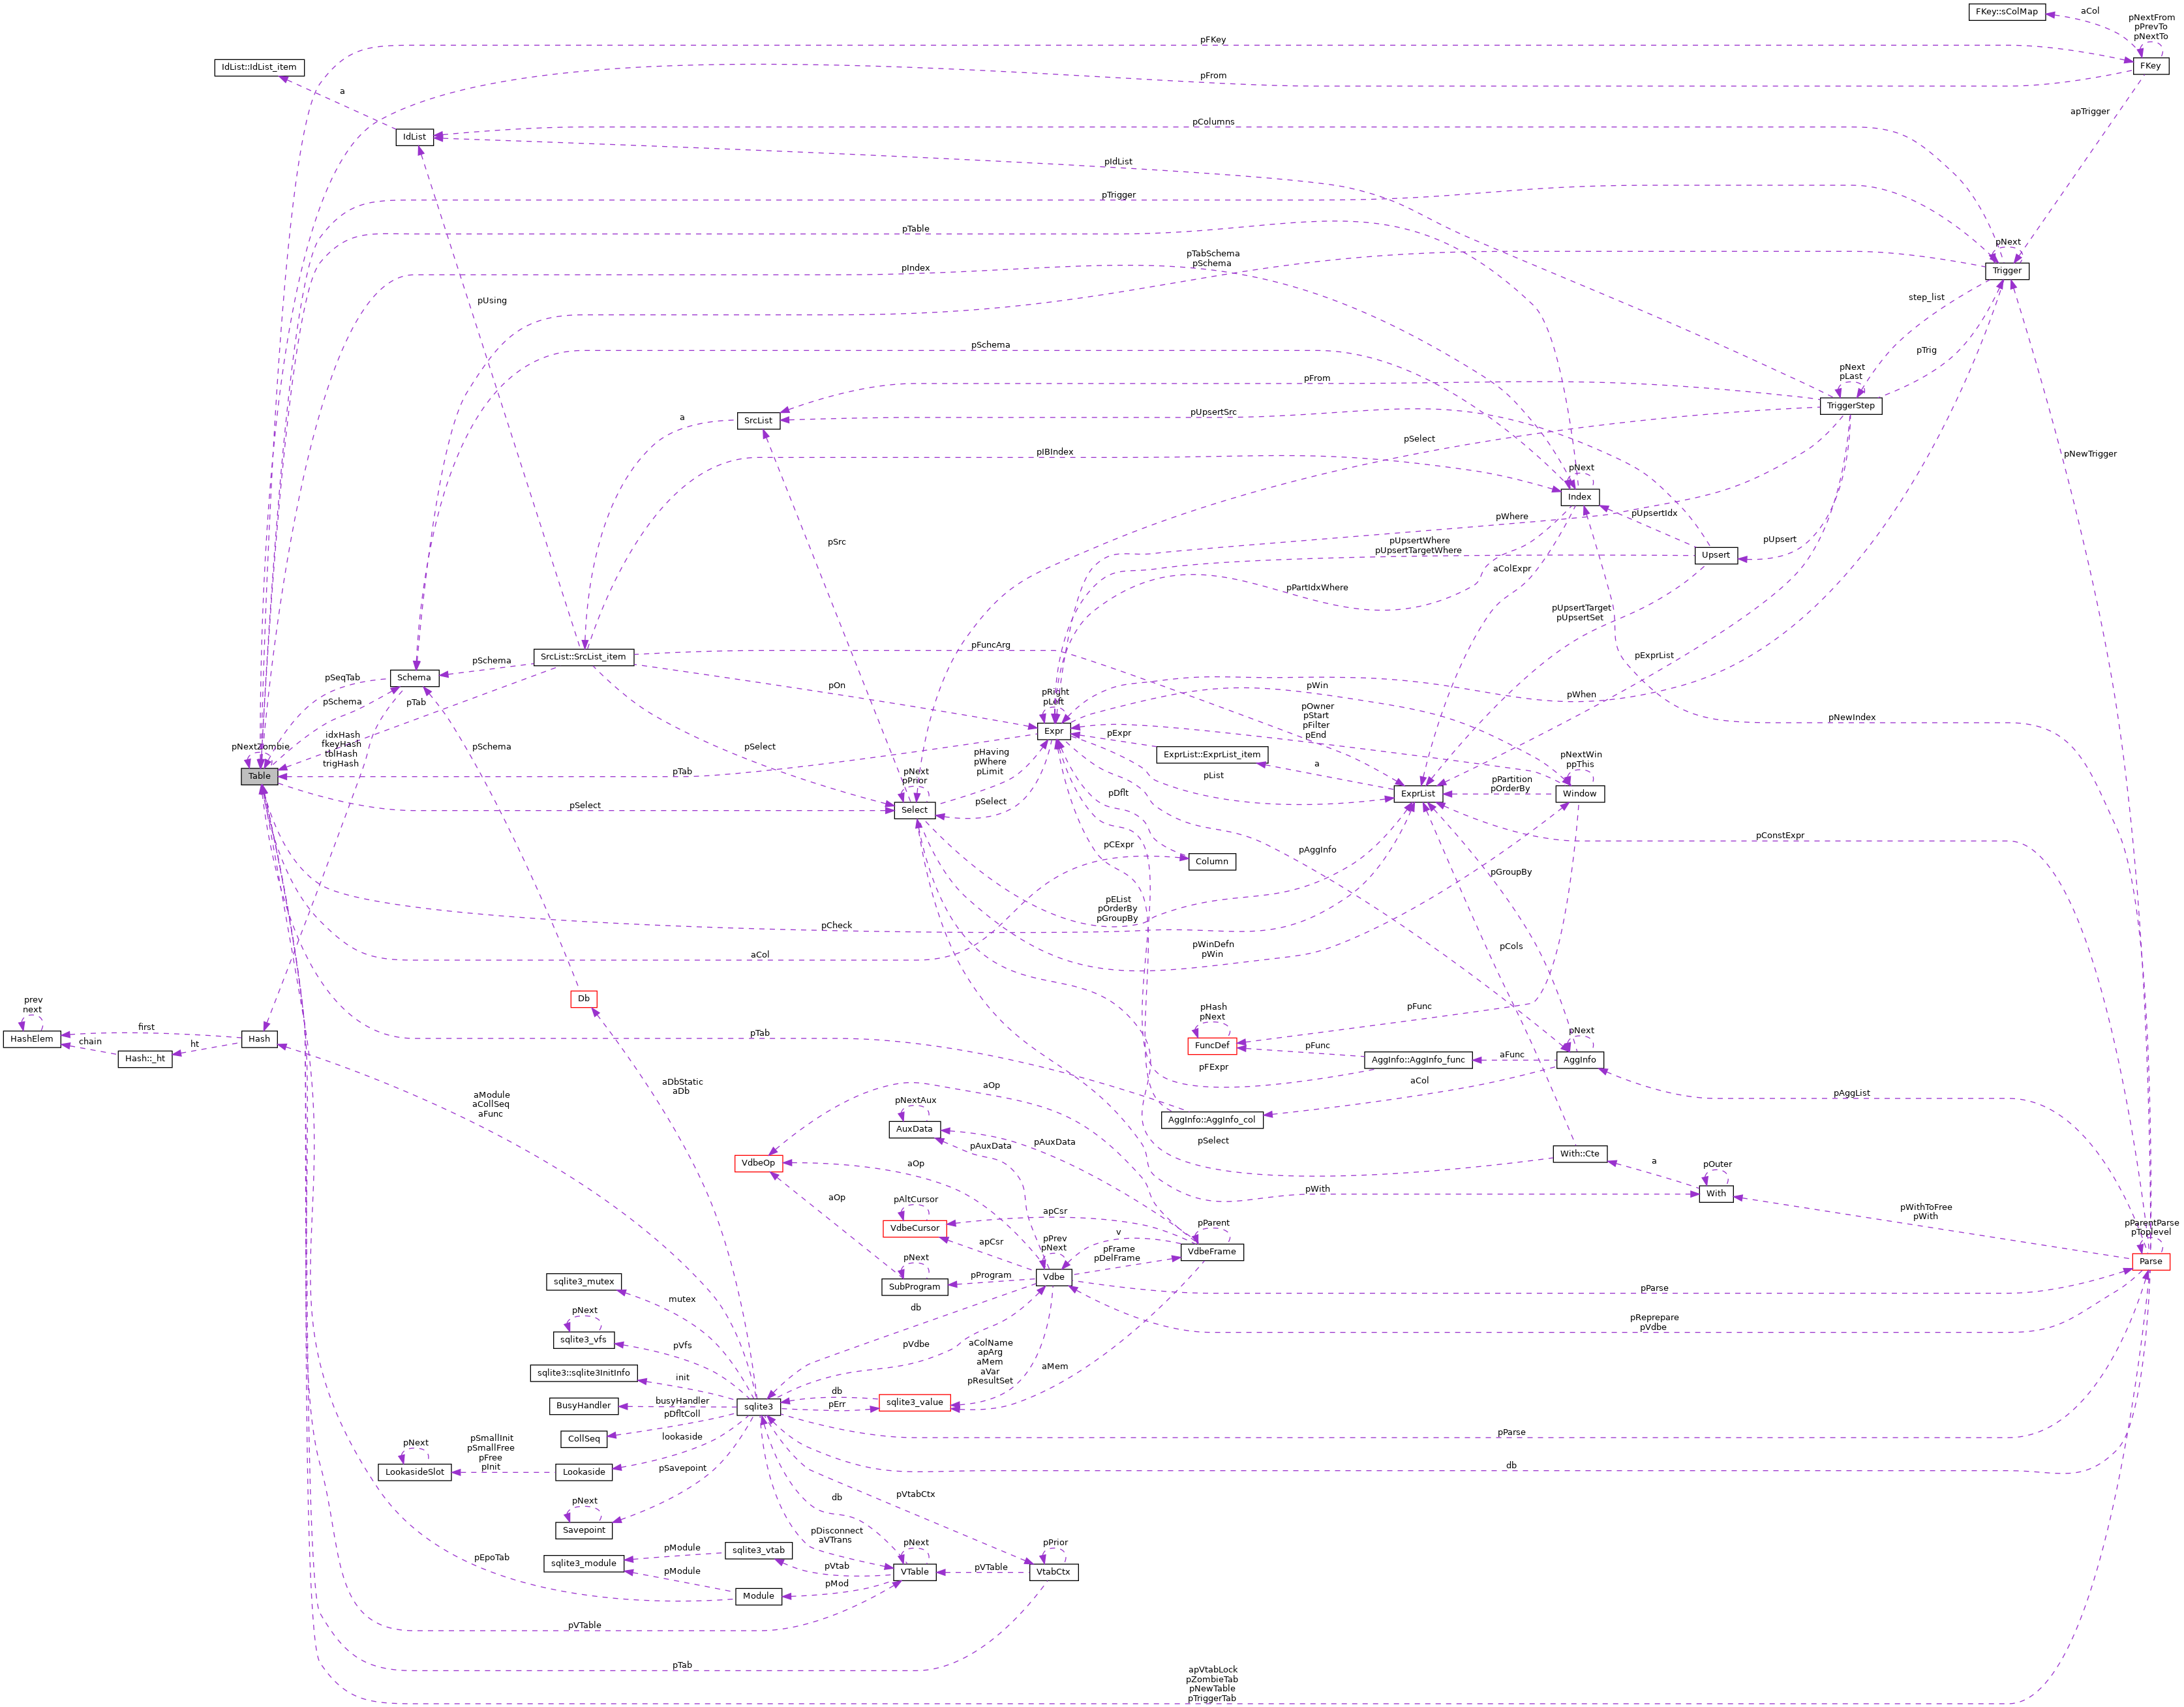 FKey::sColMap
aCol
pNextFrom
pPrevTo
pNextTo
pFKey
IdList::IdList_item
FKey
pFrom
a
apTrigger
pColumns
IdList
pIdList
pTrigger
pTable
pNext
pTabSchema
pSchema
pIndex
Trigger
pUsing
step_list
pSchema
pTrig
pNext
pLast
pFrom
TriggerStep
a
pUpsertSrc
SrcList
pSelect
pIBIndex
pNewTrigger
pNext
Index
pWhere
pUpsertIdx
pSrc
pUpsertWhere
pUpsertTargetWhere
pUpsert
Upsert
aColExpr
pPartIdxWhere
pUpsertTarget
pUpsertSet
pFuncArg
pExprList
SrcList::SrcList_item
pSchema
pSeqTab
Schema
pOn
pWin
pRight
pLeft
pWhen
pSchema
pTab
pOwner
pStart
pFilter
pEnd
pNewIndex
Expr
pExpr
idxHash
fkeyHash
tblHash
trigHash
pNextZombie
pSchema
pSelect
pHaving
pWhere
pLimit
ExprList::ExprList_item
pNextWin
ppThis
a
Table
pTab
pNext
pPrior
pList
pPartition
pOrderBy
ExprList
Window
pSelect
Select
pSelect
pDflt
pConstExpr
pCExpr
pAggInfo
Column
pGroupBy
pEList
pOrderBy
pGroupBy
pCheck
pWinDefn
pWin
pCols
aCol
Db
prev
next
pHash
pNext
pFunc
first
pTab
HashElem
chain
Hash
ht
FuncDef
pFunc
pNext
Hash::_ht
AggInfo::AggInfo_func
aFunc
AggInfo
pFExpr
aDbStatic
aDb
aOp
aCol
aModule
aCollSeq
aFunc
pNextAux
pAggList
AggInfo::AggInfo_col
AuxData
pAuxData
pAuxData
pSelect
With::Cte
VdbeOp
aOp
a
pOuter
aOp
pWith
With
pAltCursor
apCsr
pWithToFree
pWith
VdbeCursor
pParent
pParentParse
pToplevel
apCsr
pPrev
pNext
v
VdbeFrame
pFrame
pDelFrame
Parse
pNext
sqlite3_mutex
SubProgram
pProgram
Vdbe
pParse
mutex
db
pNext
pReprepare
pVdbe
sqlite3_vfs
pVfs
pVdbe
aColName
apArg
aMem
aVar
pResultSet
aMem
sqlite3::sqlite3InitInfo
init
db
BusyHandler
busyHandler
sqlite3
pErr
sqlite3_value
pDfltColl
CollSeq
pParse
lookaside
pNext
pSmallInit
pSmallFree
pFree
pInit
db
LookasideSlot
Lookaside
pSavepoint
pNext
db
pVtabCtx
Savepoint
pDisconnect
aVTrans
pNext
pPrior
pModule
sqlite3_vtab
pEpoTab
sqlite3_module
pVtab
pVTable
pModule
VTable
VtabCtx
pMod
Module
pVTable
pTab
apVtabLock
pZombieTab
pNewTable
pTriggerTab